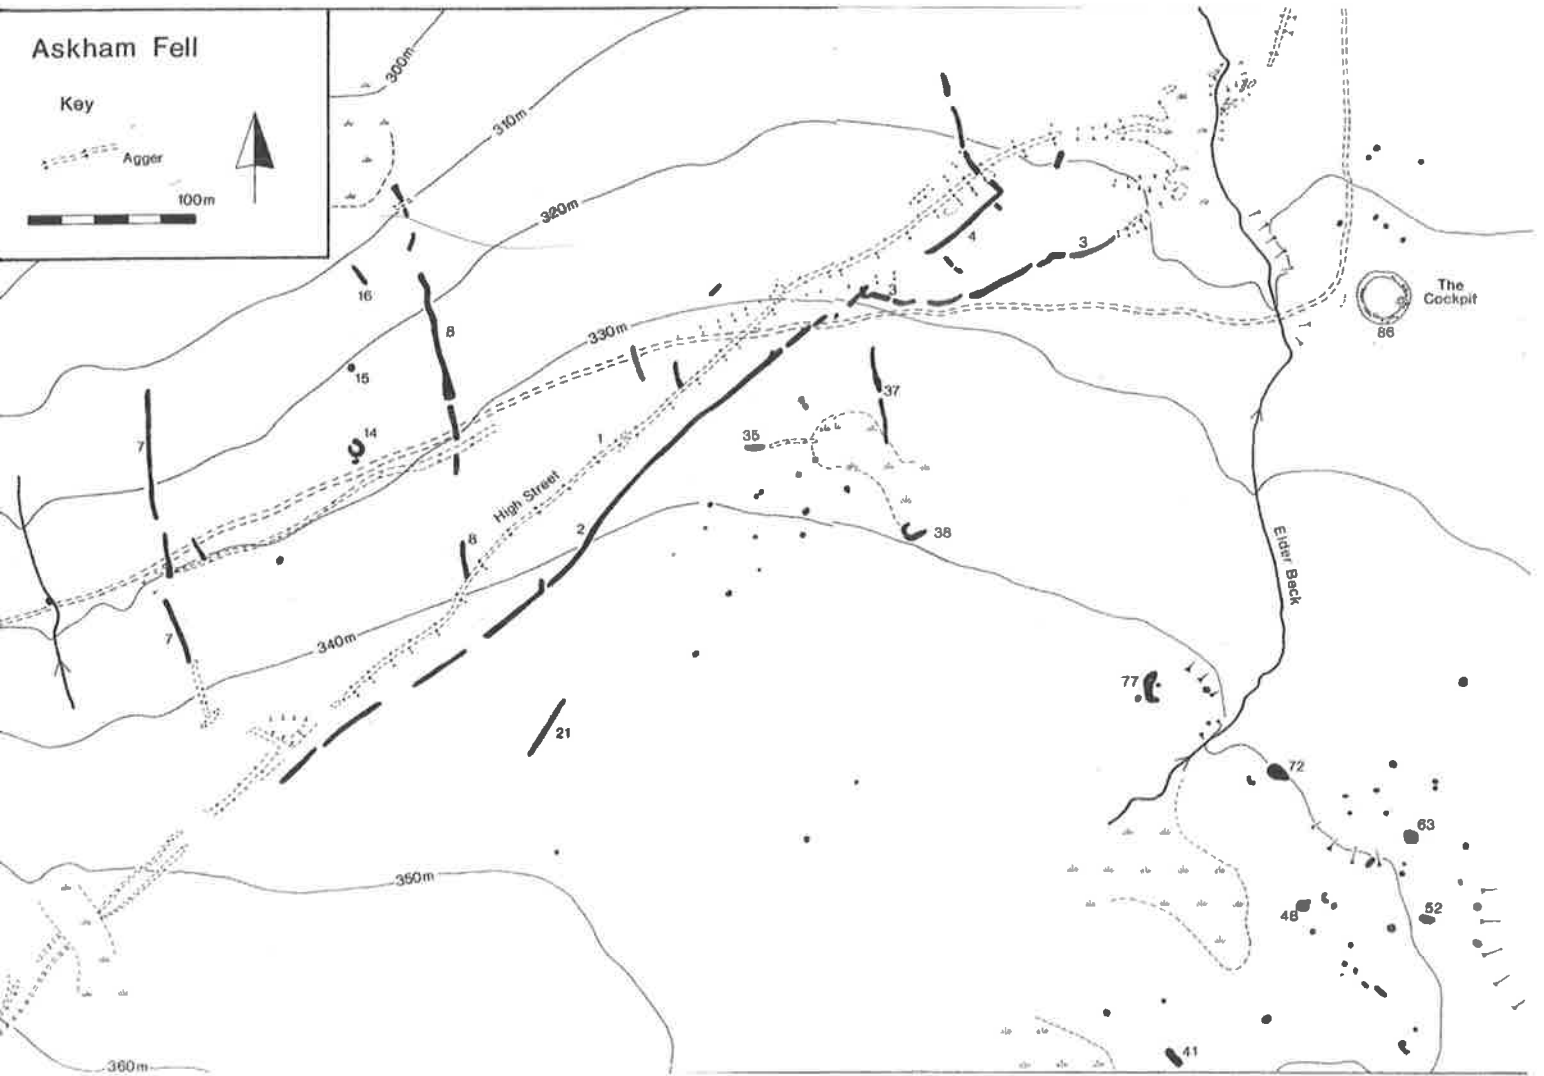 Askham Fell
Key
Agger
100m
300m
310m
320m
4
3
16
3
The
Cockpit
86
8
330m
15
37
7
14
1
35
High Street
2
38
8
Elder Beck
7
340m
77
21
72
63
350m
48
52
41
360m